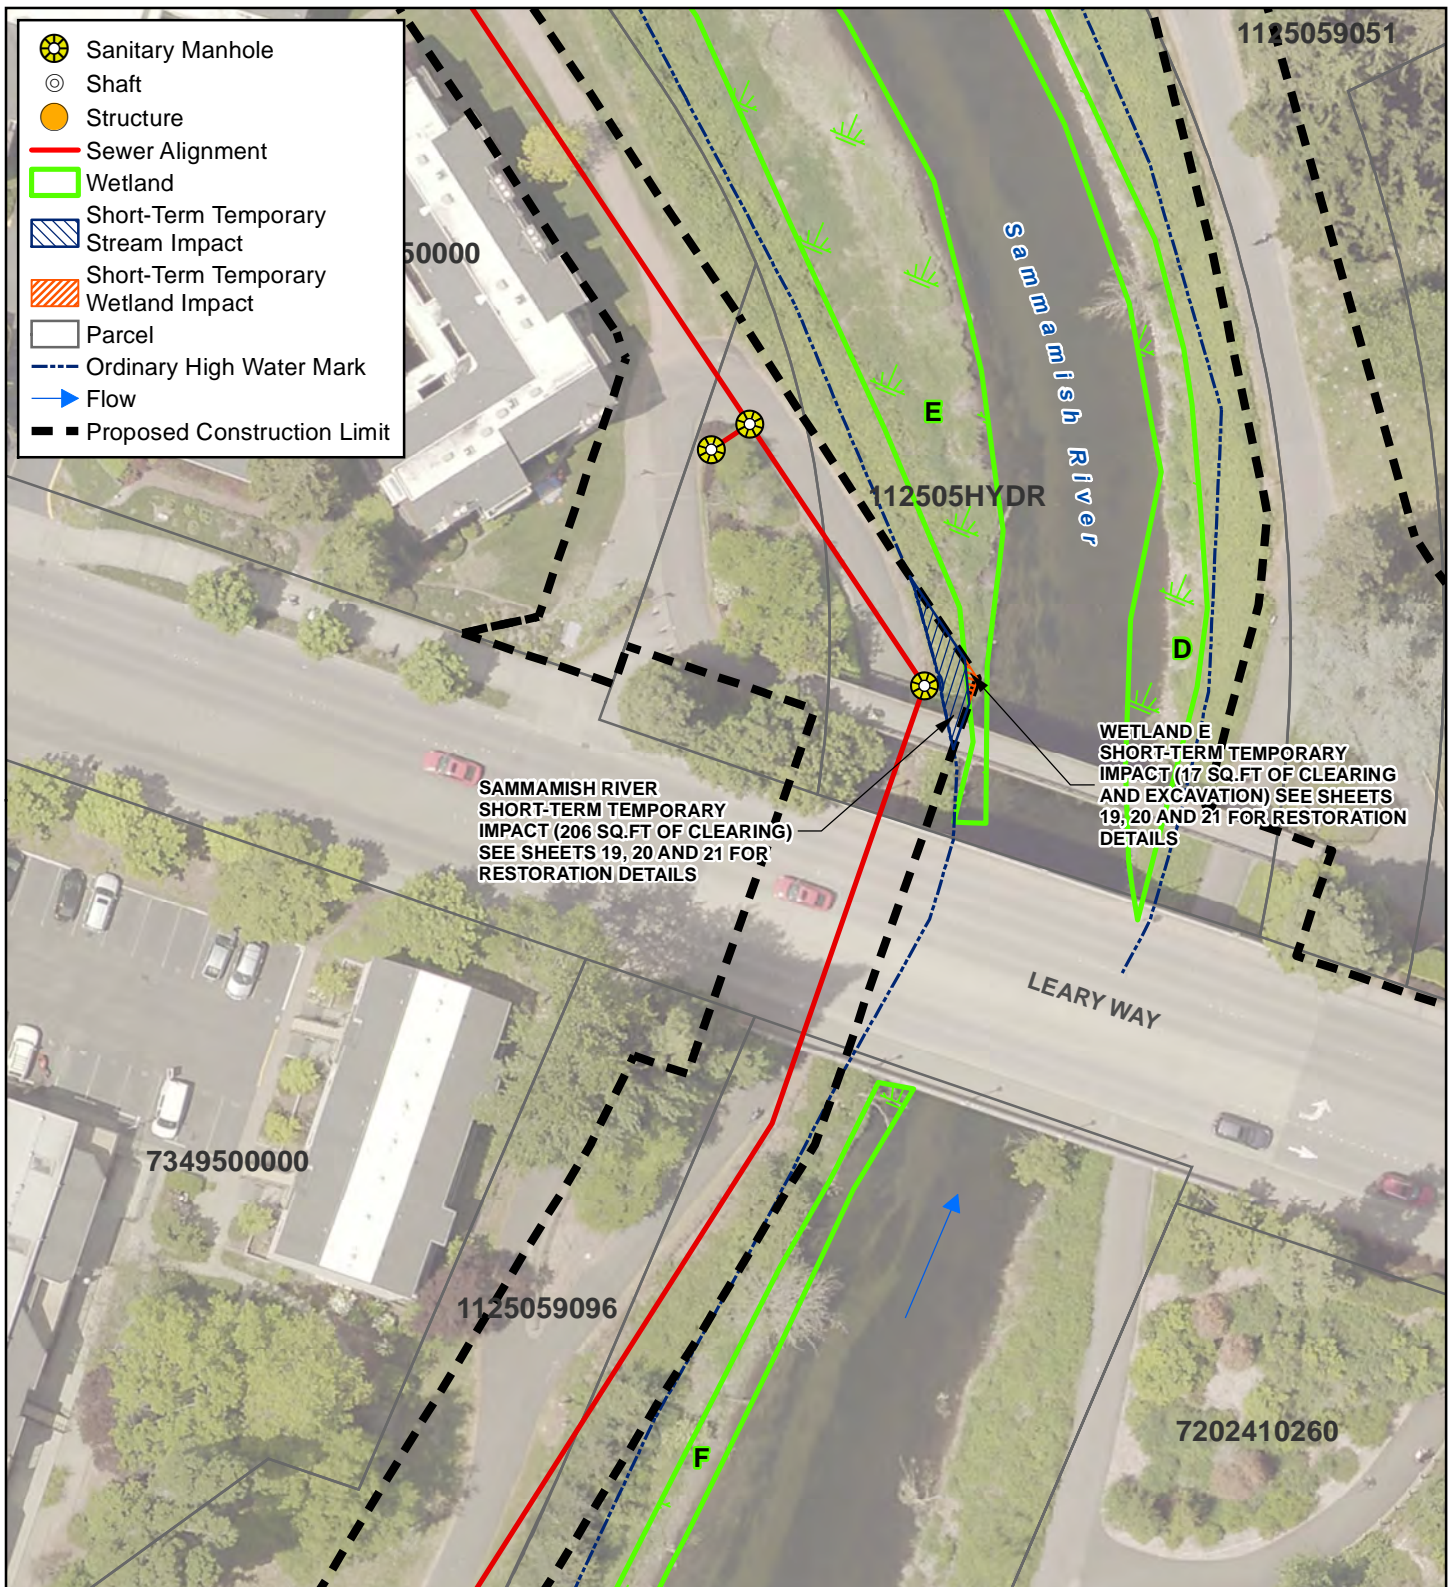 Sanitary Manhole
Shaft
Structure
Sewer Alignment
Wetland
Short-Term Temporary
Stream Impact
Short-Term Temporary
Wetland Impact
Parcel
Ordinary High Water Mark
Flow
Proposed Construction Limit
1125059051
50000
Sammamish River
E
112505HYDR
D
WETLAND E
SHORT-TERM TEMPORARY
IMPACT (17 SQ.FT OF CLEARING
AND EXCAVATION) SEE SHEETS
19, 20 AND 21 FOR RESTORATION
DETAILS
SAMMAMISH RIVER
SHORT-TERM TEMPORARY
IMPACT (206 SQ.FT OF CLEARING)
SEE SHEETS 19, 20 AND 21 FOR
RESTORATION DETAILS
LEARY WAY
7349500000
1125059096
7202410260
F